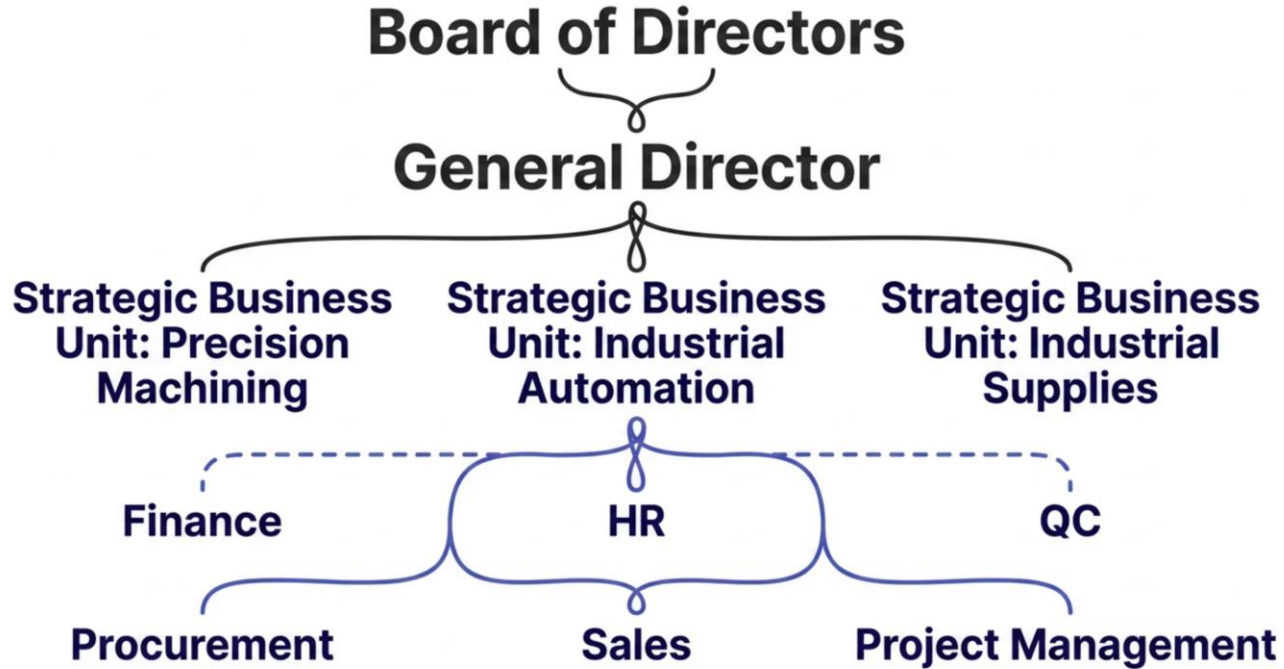 Board of Directors
General Director
Strategic Business
Unit: Precision
Machining
Strategic Business
Unit: Industrial
Automation
Strategic Business
Unit: Industrial
Supplies
Finance
HR
QC
Procurement
Sales
Project Management